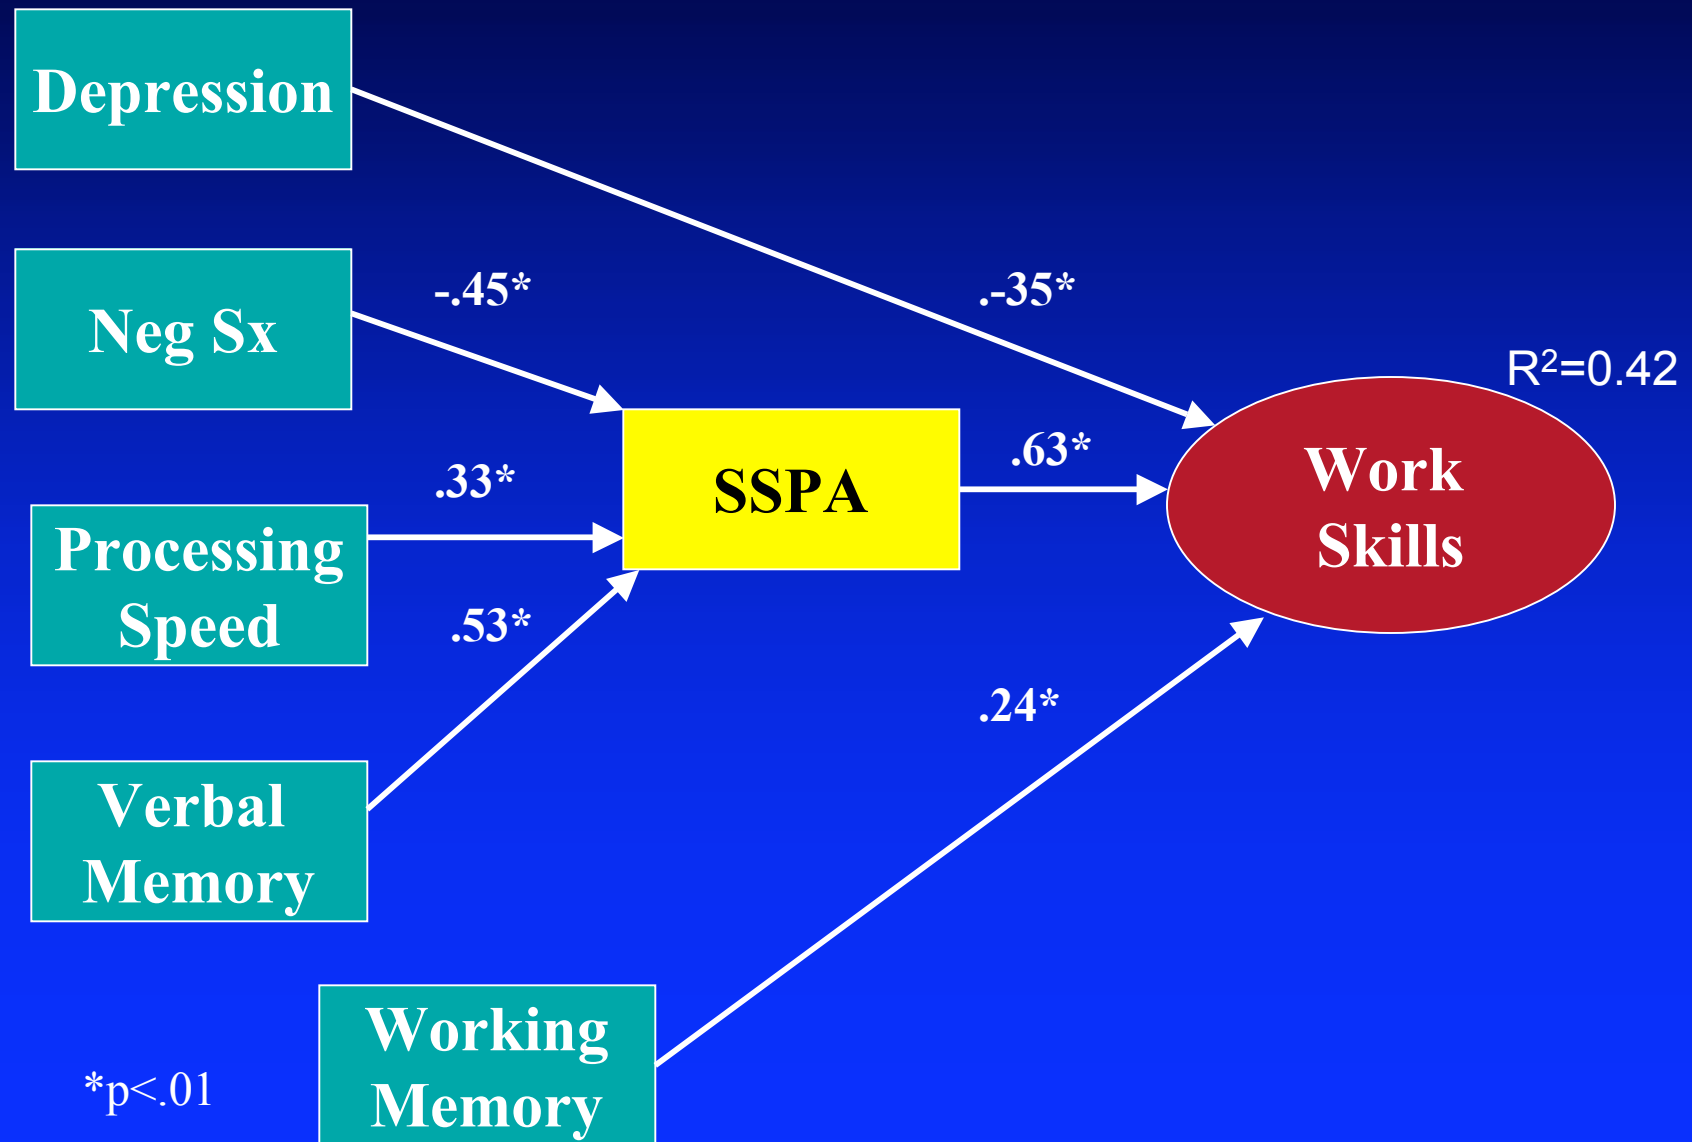 Depression
Neg Sx
-.45*
.-35*
R²=0.42
.33*
SSPA
.63*
Work
Skills
Processing
Speed
.53*
.24*
Verbal
Memory
Working
Memory
*p<.01